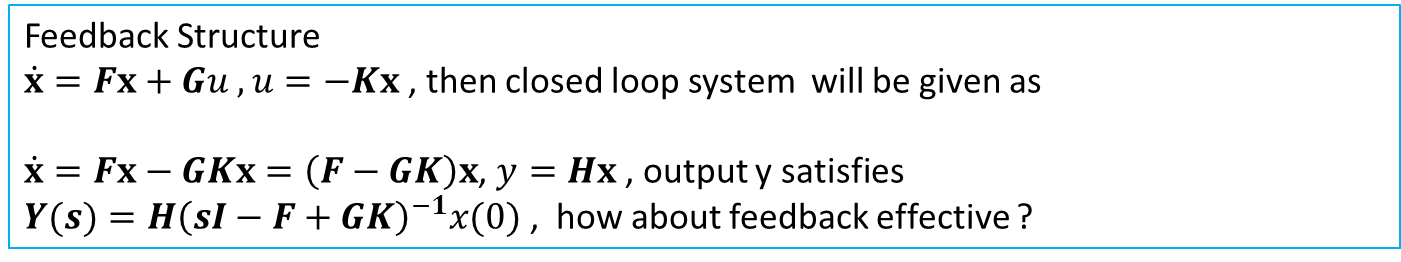 Feedback Structure
ẋ = Fx + Gu , u = −Kx , then closed loop system will be given as
ẋ = Fx − GKx = (F − GK)x, y = Hx , output y satisfies
Y(s) = H(sI − F + GK)⁻¹x(0) , how about feedback effective ?